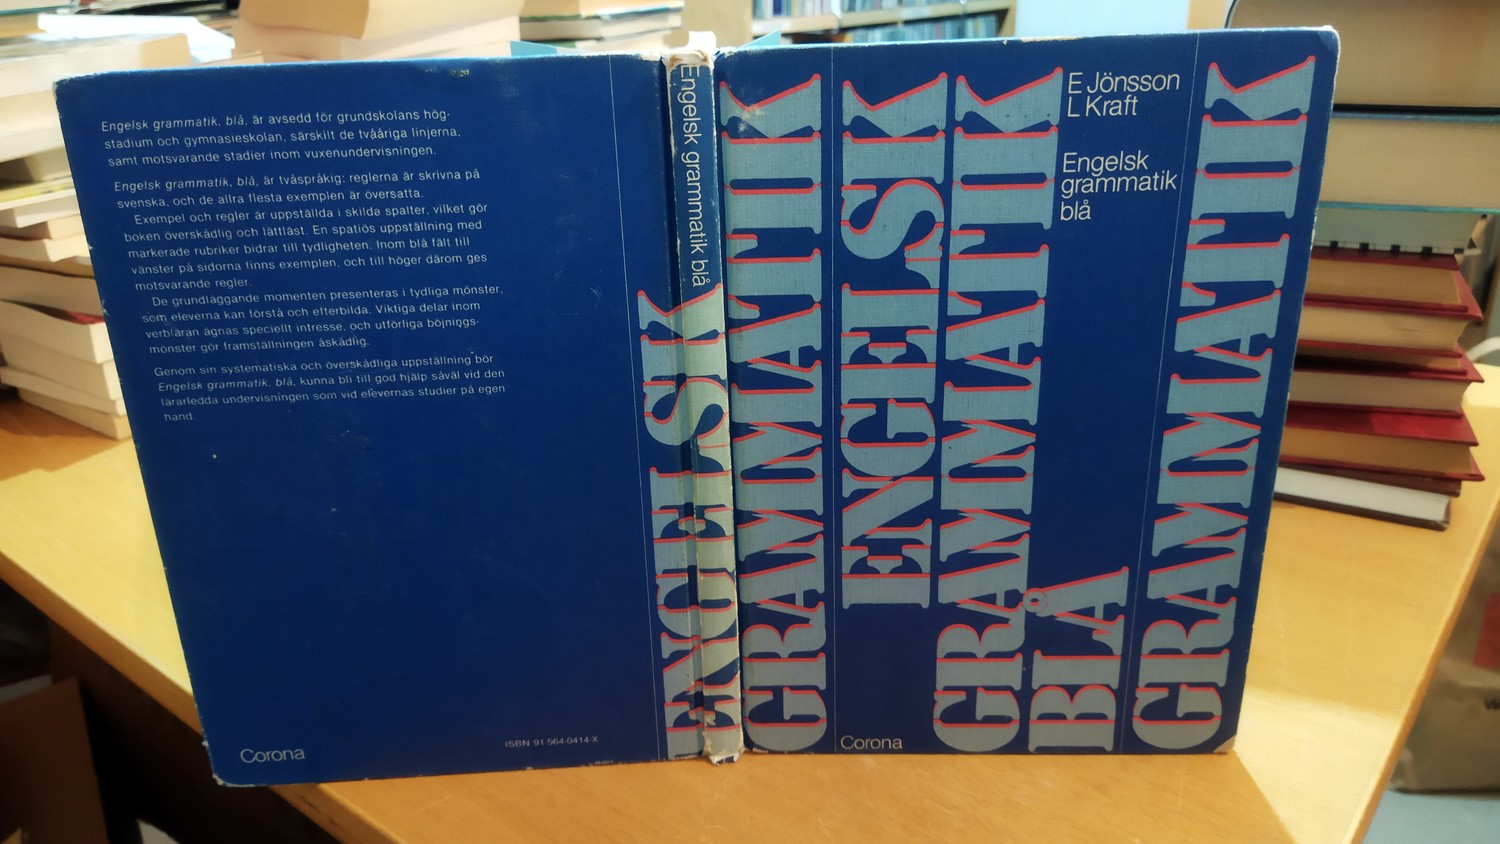 Engelsk grammatik, blå, är avsedd för grundskolans hög-
stadium och gymnasieskolan, särskilt de tvååriga linjerna,
samt motsvarande stadier inom vuxenundervisningen.
Engelsk grammatik, blå, är tvåspråkig: reglerna är skrivna på
svenska, och de allra flesta exemplen är översatta.
Exempel och regler är uppställda i skilda spalter, vilket gör
boken överskådlig och lättläst. En spatiös uppställning med
markerade rubriker bidrar till tydligheten. Inom blå fält till
vänster på sidorna finns exemplen, och till höger därom ges
motsvarande regler.
De grundläggande momenten presenteras i tydliga mönster,
som eleverna kan förstå och efterbilda. Viktiga delar inom
verbläran ägnas speciellt intresse, och utförliga böjnings-
mönster gör framställningen åskådlig.
Genom sin systematiska och överskådliga uppställning bör
Engelsk grammatik, blå, kunna bli till god hjälp såväl vid den
lärarledda undervisningen som vid elevernas studier på egen
hand.
Corona
ISBN 91-564-0414-X
ENGELSK
Engelsk grammatik blå
GRAMMATIK
ENGELSK
GRAMMATIK
BLÅ
GRAMMATIK
E Jönsson
L Kraft
Engelsk
grammatik
blå
Corona